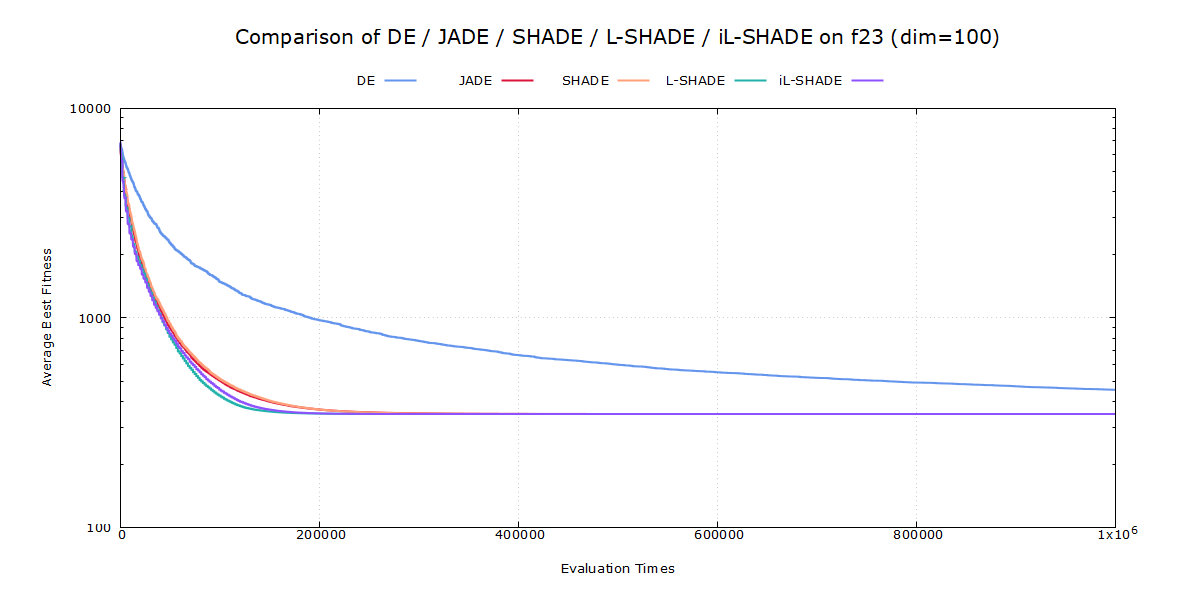 Comparison of DE / JADE / SHADE / L-SHADE / iL-SHADE on f23 (dim=100)
DE JADE SHADE L-SHADE iL-SHADE
10000
1000
100
Average Best Fitness
0 200000 400000 600000 800000 1x10^6
Evaluation Times